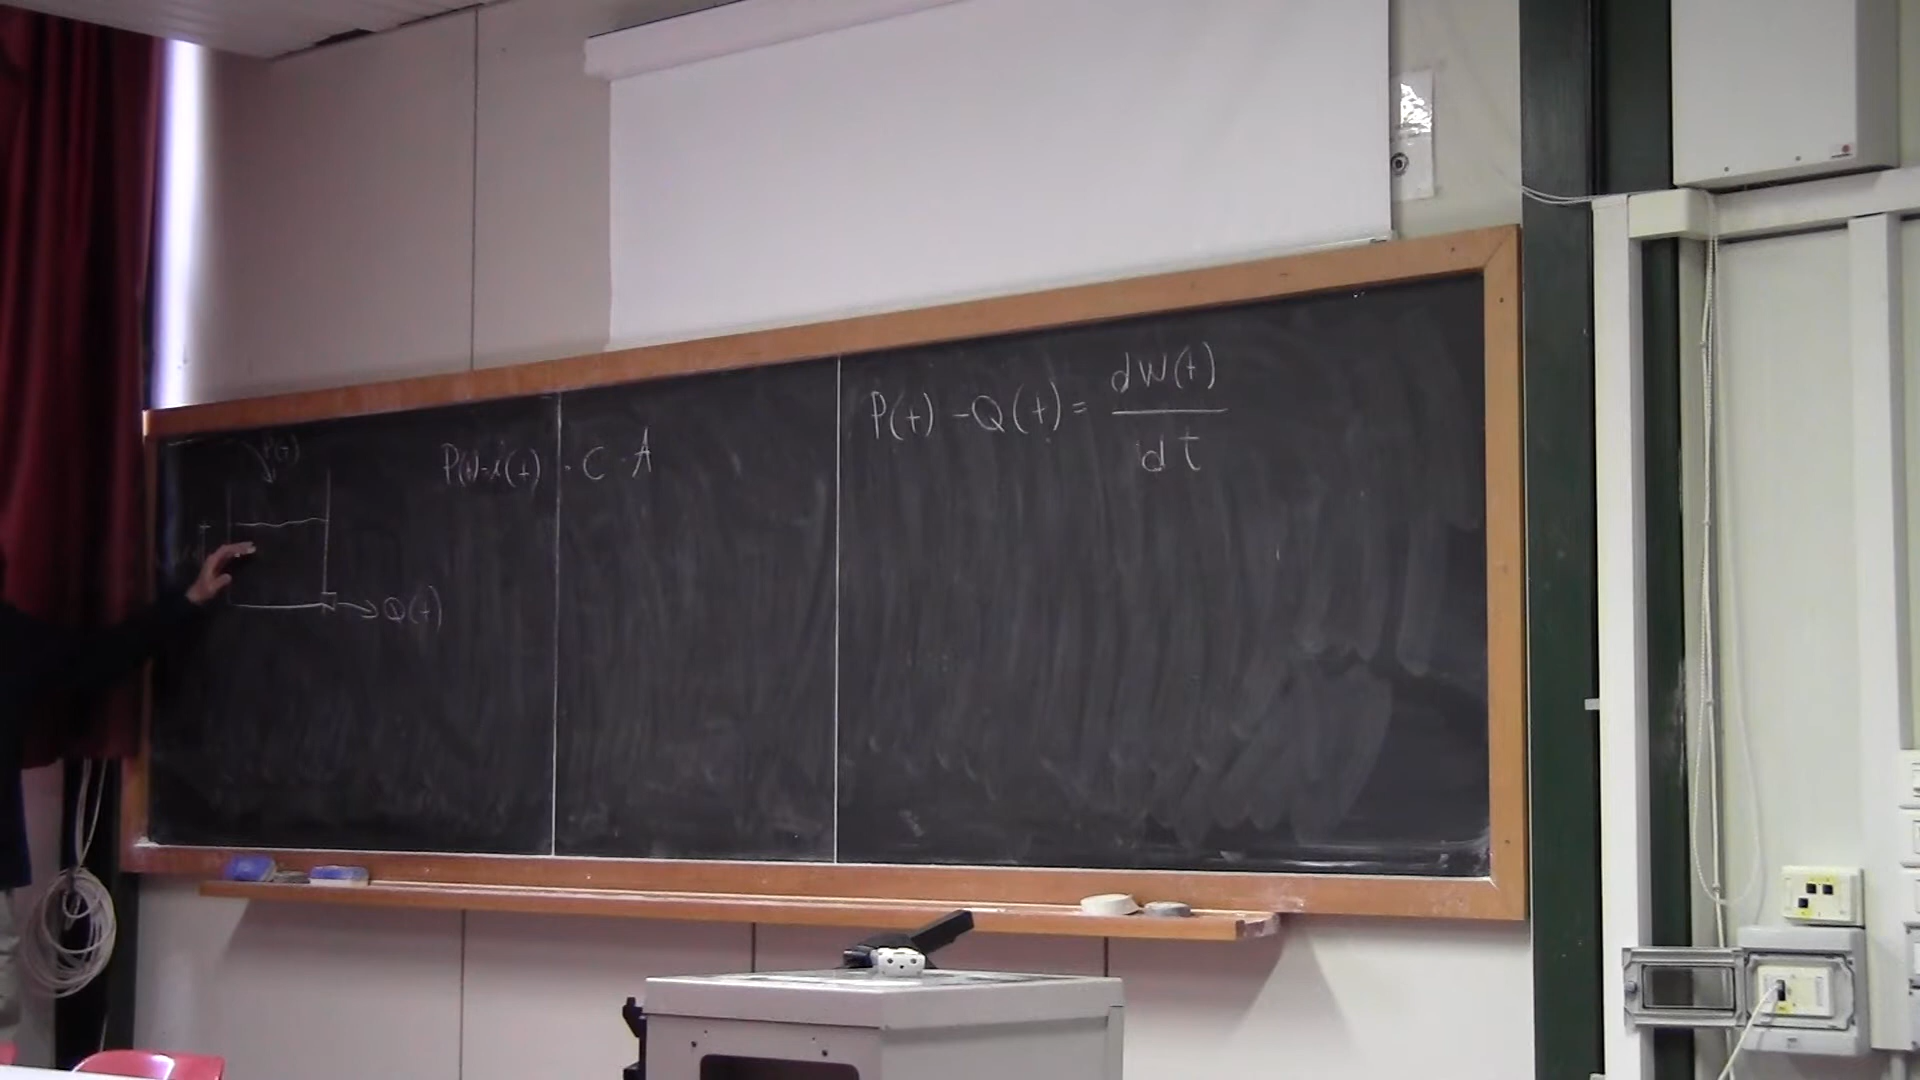 P(t)
Q(t)
P(t)=i(t) · C · A
P(t) - Q(t) = dW(t)
dt